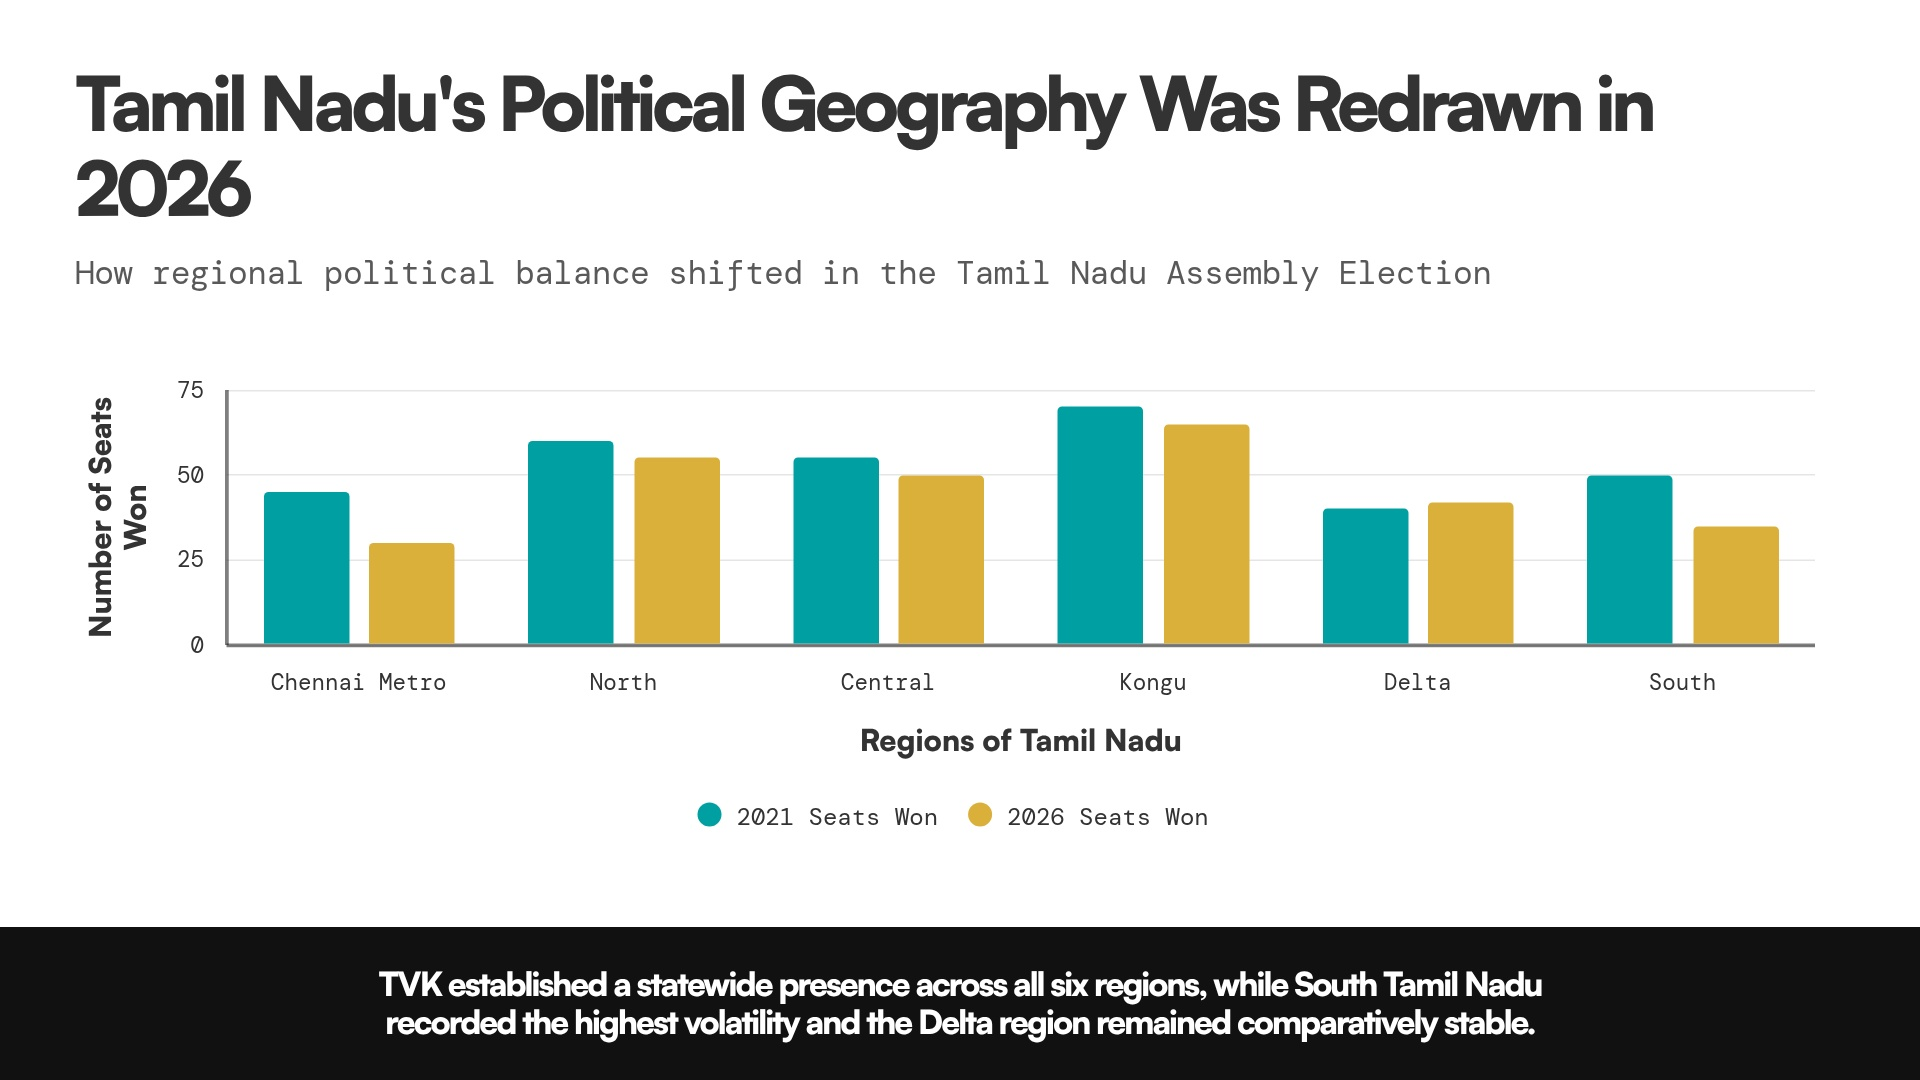 Tamil Nadu's Political Geography Was Redrawn in
2026
How regional political balance shifted in the Tamil Nadu Assembly Election
Number of Seats
Won
75
50
25
0
Chennai Metro North Central Kongu Delta South
Regions of Tamil Nadu
2021 Seats Won 2026 Seats Won
TVK established a statewide presence across all six regions, while South Tamil Nadu
recorded the highest volatility and the Delta region remained comparatively stable.